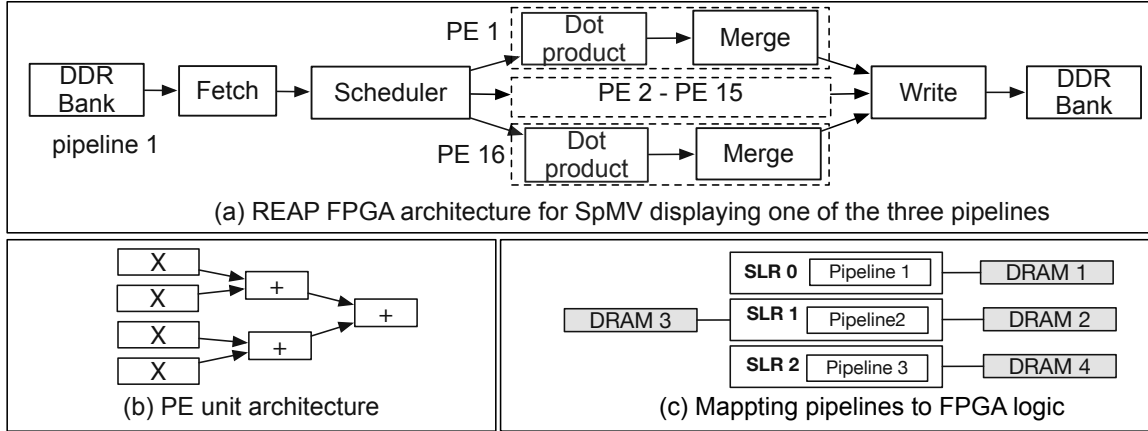 PE 1
Dot
product
Merge
DDR
Bank
Fetch
Scheduler
PE 2 - PE 15
Write
DDR
Bank
pipeline 1
PE 16
Dot
product
Merge
(a) REAP FPGA architecture for SpMV displaying one of the three pipelines
X
X
+
X
X
+
+
(b) PE unit architecture
SLR 0
Pipeline 1
DRAM 1
DRAM 3
SLR 1
Pipeline2
DRAM 2
SLR 2
Pipeline 3
DRAM 4
(c) Mappting pipelines to FPGA logic